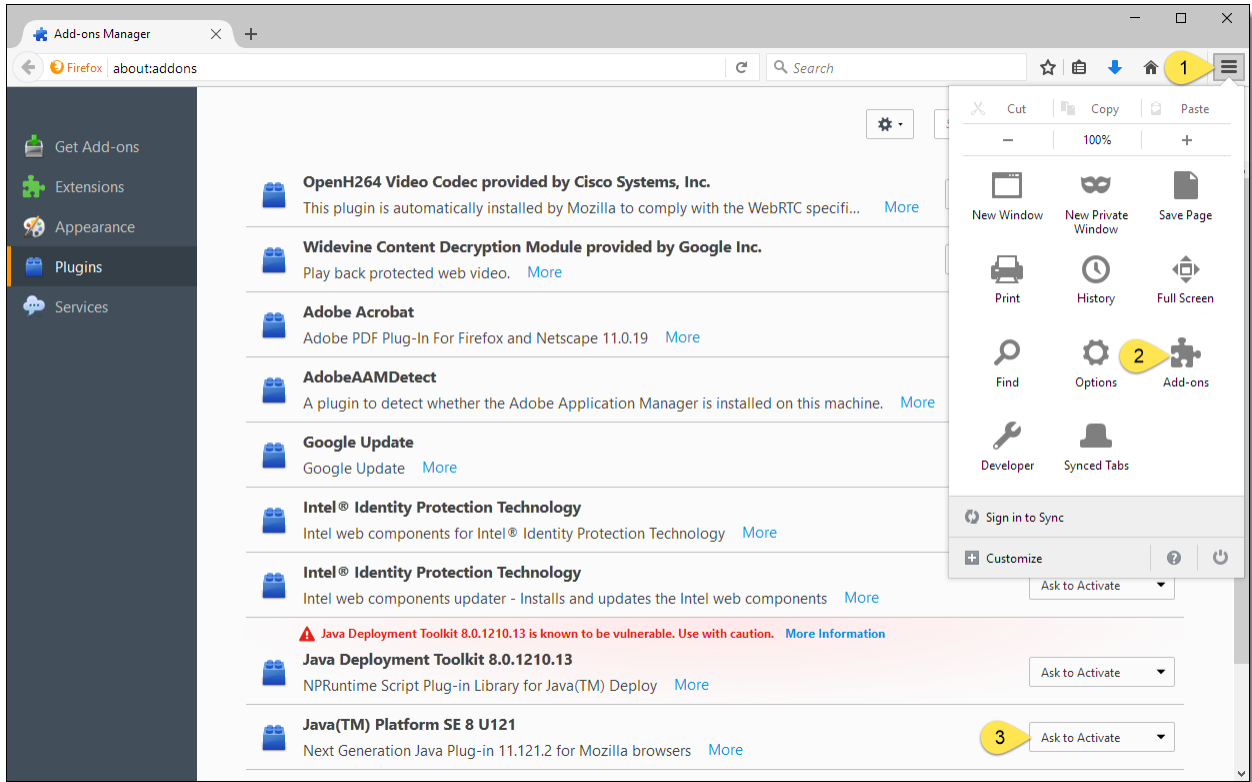 Add-ons Manager
Firefox
about:addons
Search
1
Cut
Copy
Paste
100%
New Window
New Private Window
Save Page
Print
History
Full Screen
Find
Options
2
Add-ons
Developer
Synced Tabs
Sign in to Sync
Customize
Get Add-ons
Extensions
Appearance
Plugins
Services
OpenH264 Video Codec provided by Cisco Systems, Inc.
This plugin is automatically installed by Mozilla to comply with the WebRTC specifi... More
Widevine Content Decryption Module provided by Google Inc.
Play back protected web video. More
Adobe Acrobat
Adobe PDF Plug-In For Firefox and Netscape 11.0.19 More
AdobeAAMDetect
A plugin to detect whether the Adobe Application Manager is installed on this machine. More
Google Update
Google Update More
Intel® Identity Protection Technology
Intel web components for Intel® Identity Protection Technology More
Intel® Identity Protection Technology
Intel web components updater - Installs and updates the Intel web components More
Ask to Activate
Java Deployment Toolkit 8.0.1210.13 is known to be vulnerable. Use with caution. More Information
Java Deployment Toolkit 8.0.1210.13
NPRuntime Script Plug-in Library for Java(TM) Deploy More
Ask to Activate
Java(TM) Platform SE 8 U121
Next Generation Java Plug-in 11.121.2 for Mozilla browsers More
3
Ask to Activate